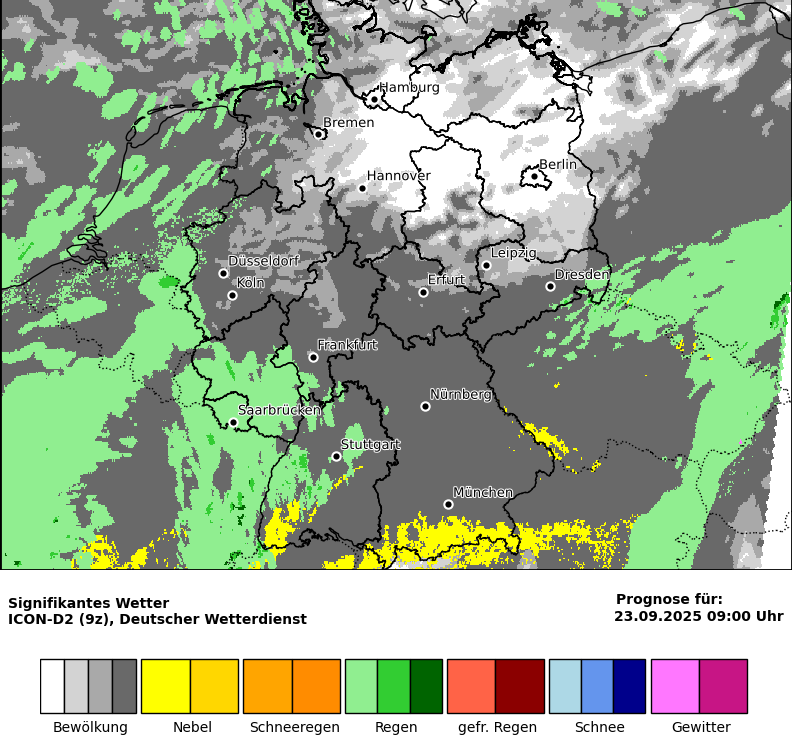 Hamburg
Bremen
Berlin
Hannover
Leipzig
Düsseldorf
Dresden
Köln
Erfurt
Frankfurt
Nürnberg
Saarbrücken
Stuttgart
München
Signifikantes Wetter
ICON-D2 (9z), Deutscher Wetterdienst
Prognose für:
23.09.2025 09:00 Uhr
Bewölkung Nebel Schneeregen Regen gefr. Regen Schnee Gewitter